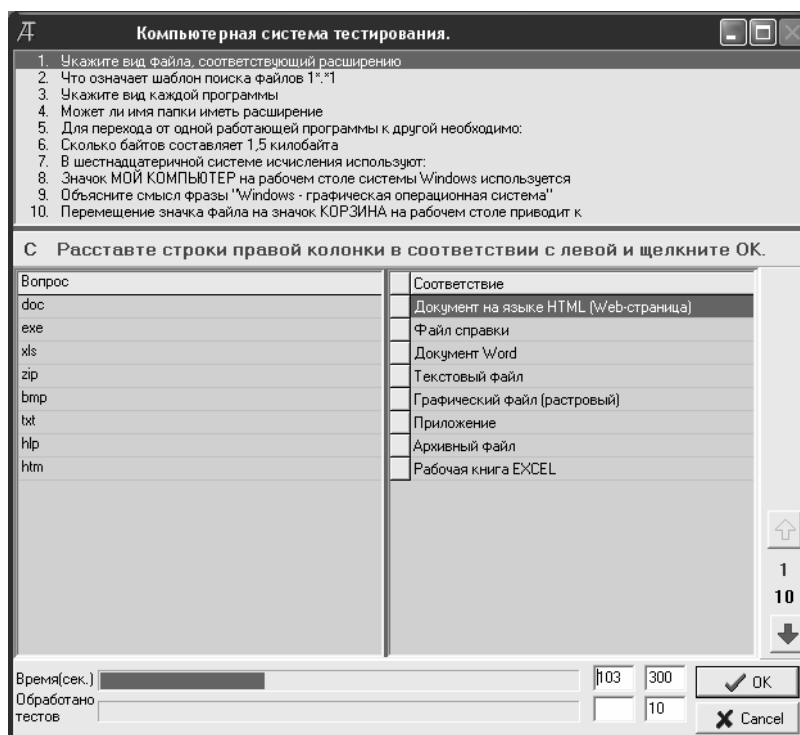 Компьютерная система тестирования.
1. Укажите вид файла, соответствующий расширению
2. Что означает шаблон поиска файлов 1*.*1
3. Укажите вид каждой программы
4. Может ли имя папки иметь расширение
5. Для перехода от одной работающей программы к другой необходимо:
6. Сколько байтов составляет 1,5 килобайта
7. В шестнадцатеричной системе исчисления используют:
8. Значок МОЙ КОМПЬЮТЕР на рабочем столе системы Windows используется
9. Объясните смысл фразы "Windows - графическая операционная система"
10. Перемещение значка файла на значок КОРЗИНА на рабочем столе приводит к
С Расставте строки правой колонки в соответствии с левой и щелкните OK.
Вопрос
doc
exe
xls
zip
bmp
txt
hlp
htm
Соответствие
Документ на языке HTML (Web-страница)
Файл справки
Документ Word
Текстовый файл
Графический файл (растровый)
Приложение
Архивный файл
Рабочая книга EXCEL
1
10
Время(сек.) 103 300
Обработано
тестов 10
OK
Cancel